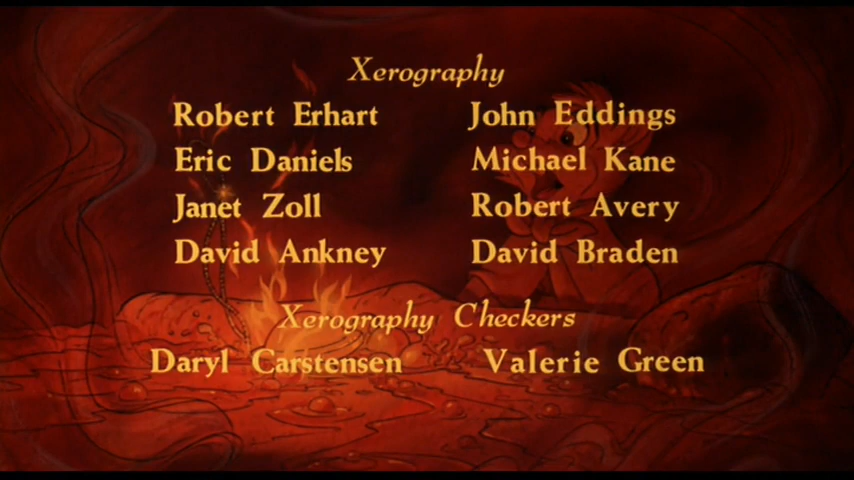 Xerography
Robert Erhart John Eddings
Eric Daniels Michael Kane
Janet Zoll Robert Avery
David Ankney David Braden
Xerography Checkers
Daryl Carstensen Valerie Green